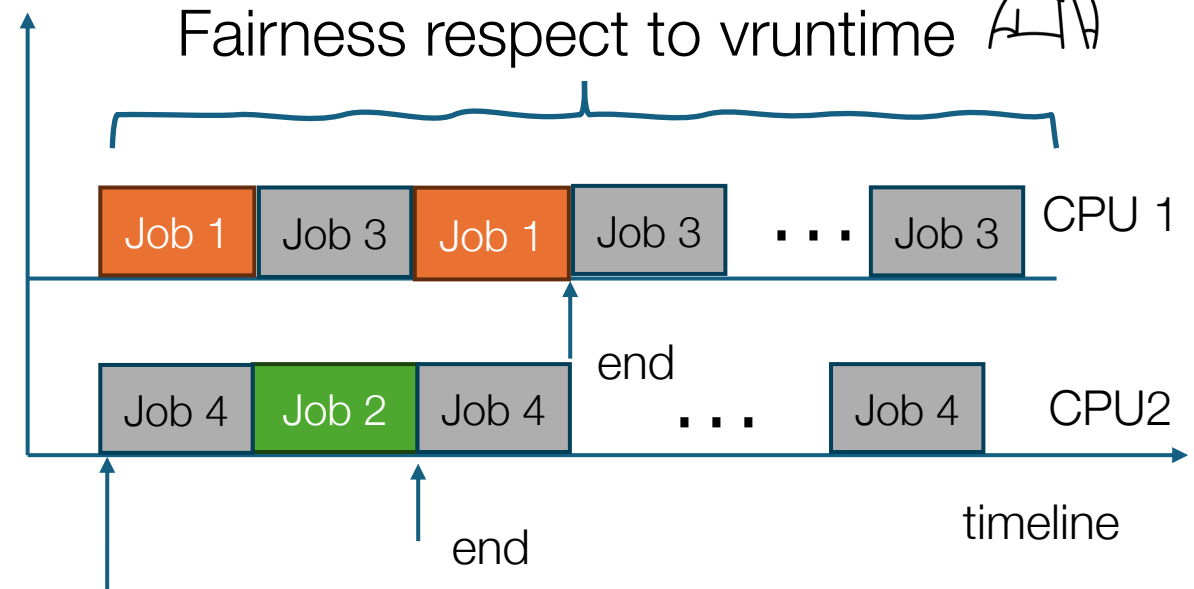 Fairness respect to vruntime
Job 1 Job 3 Job 1 Job 3 ... Job 3 CPU 1
end
Job 4 Job 2 Job 4 ... Job 4 CPU2
end
timeline